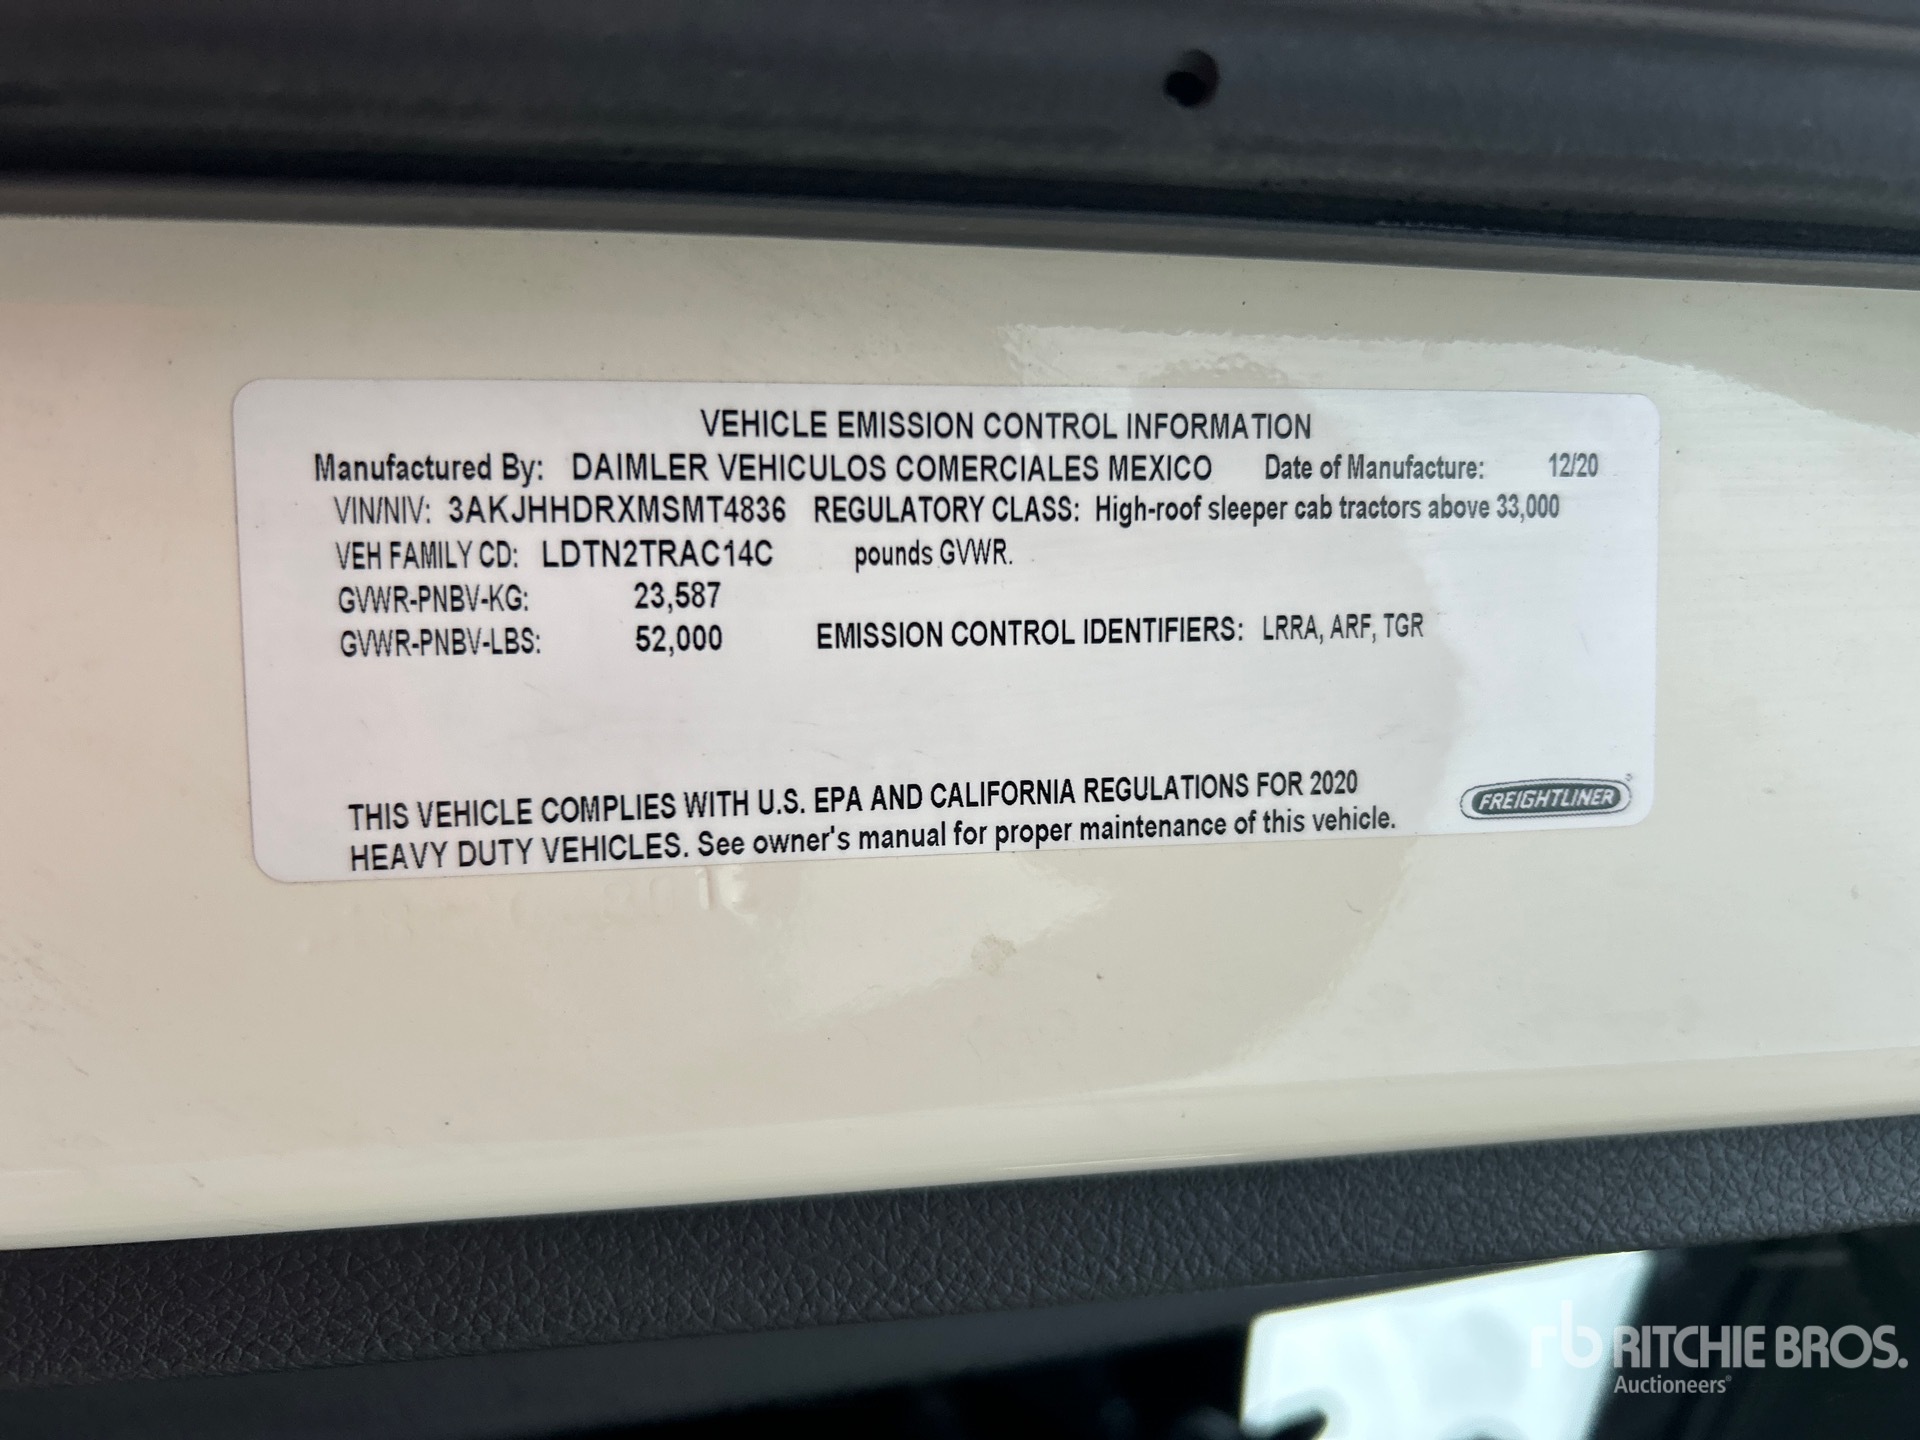 VEHICLE EMISSION CONTROL INFORMATION
Manufactured By: DAIMLER VEHICULOS COMERCIALES MEXICO Date of Manufacture: 12/20
VIN/NIV: 3AKJHHDRXMSMT4836 REGULATORY CLASS: High-roof sleeper cab tractors above 33,000
VEH FAMILY CD: LDTN2TRAC14C pounds GVWR.
GVWR-PNBV-KG: 23,587
GVWR-PNBV-LBS: 52,000 EMISSION CONTROL IDENTIFIERS: LRRA, ARF, TGR
THIS VEHICLE COMPLIES WITH U.S. EPA AND CALIFORNIA REGULATIONS FOR 2020
HEAVY DUTY VEHICLES. See owner's manual for proper maintenance of this vehicle.
FREIGHTLINER
rb RITCHIE BROS.
Auctioneers